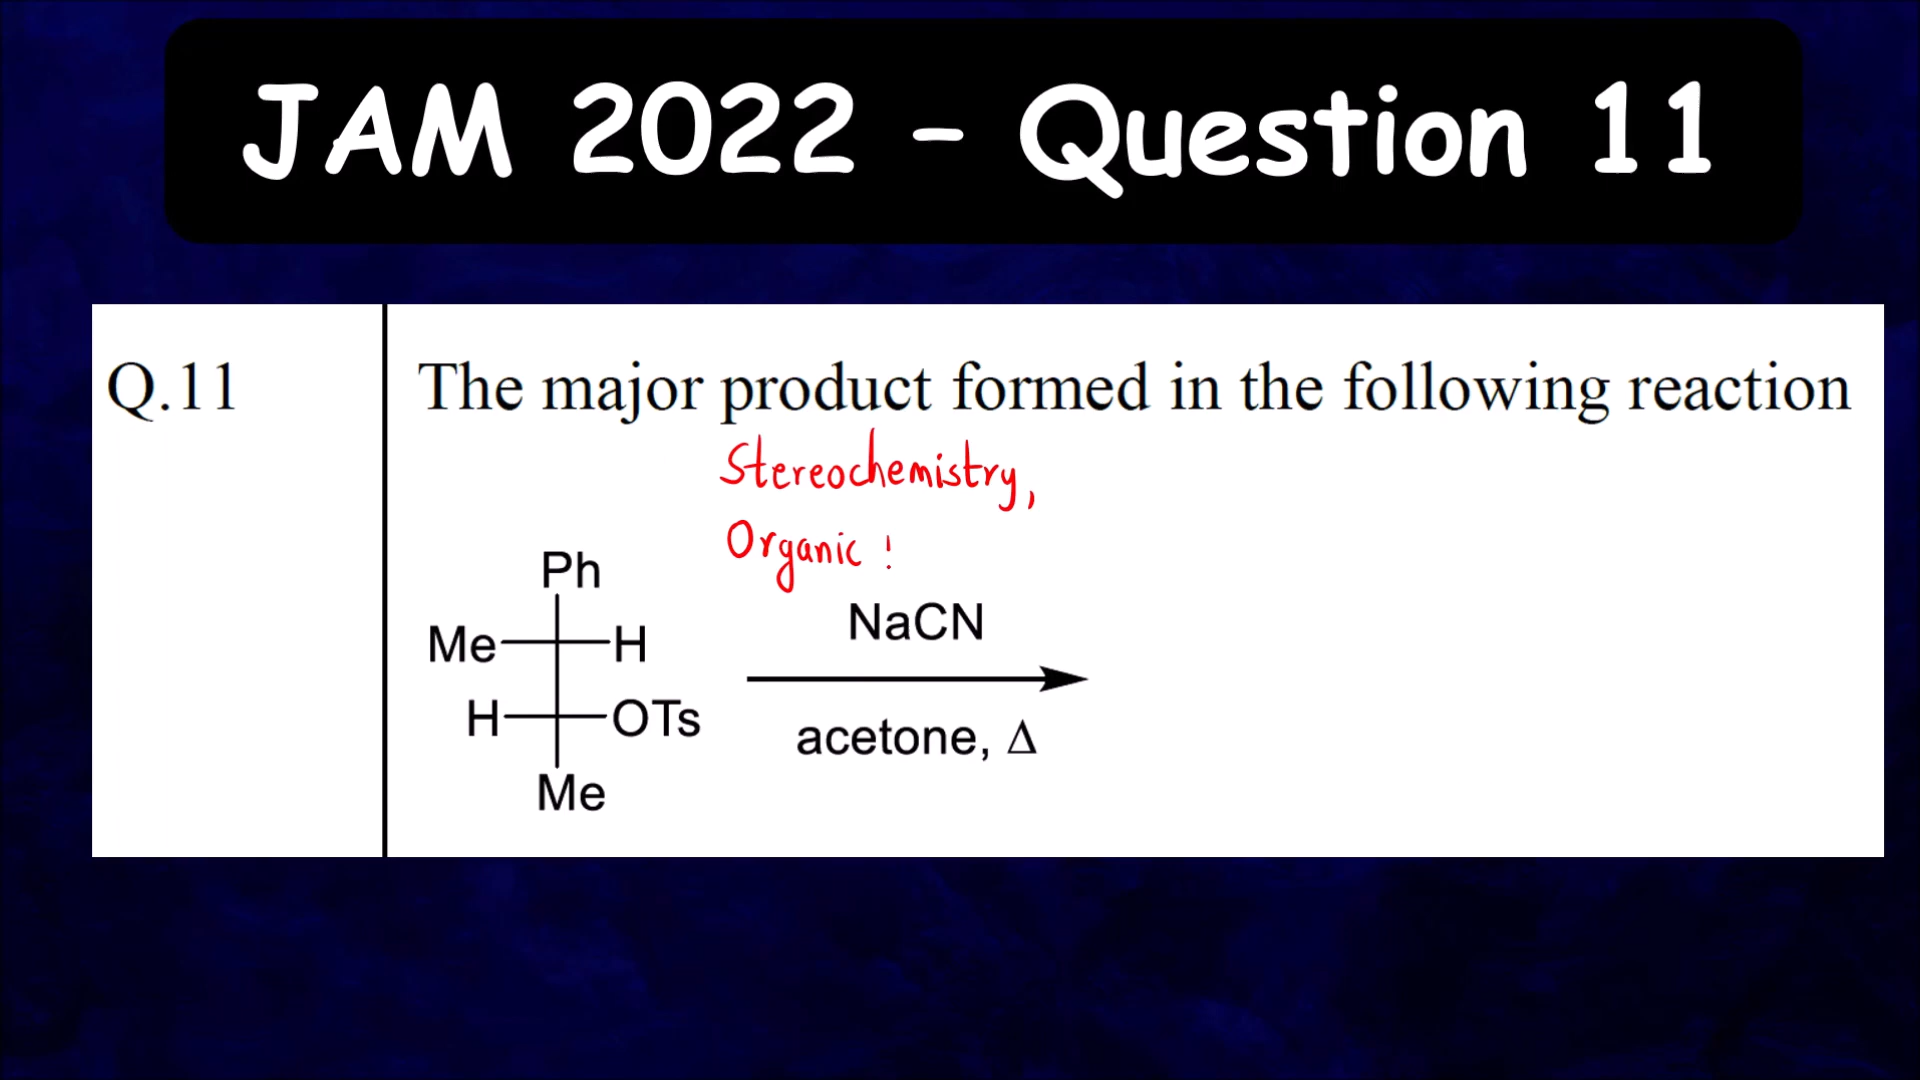 JAM 2022 – Question 11
Q.11
The major product formed in the following reaction
Stereochemistry,
Organic !
Ph
Me H
H OTs
Me
NaCN
acetone, Δ